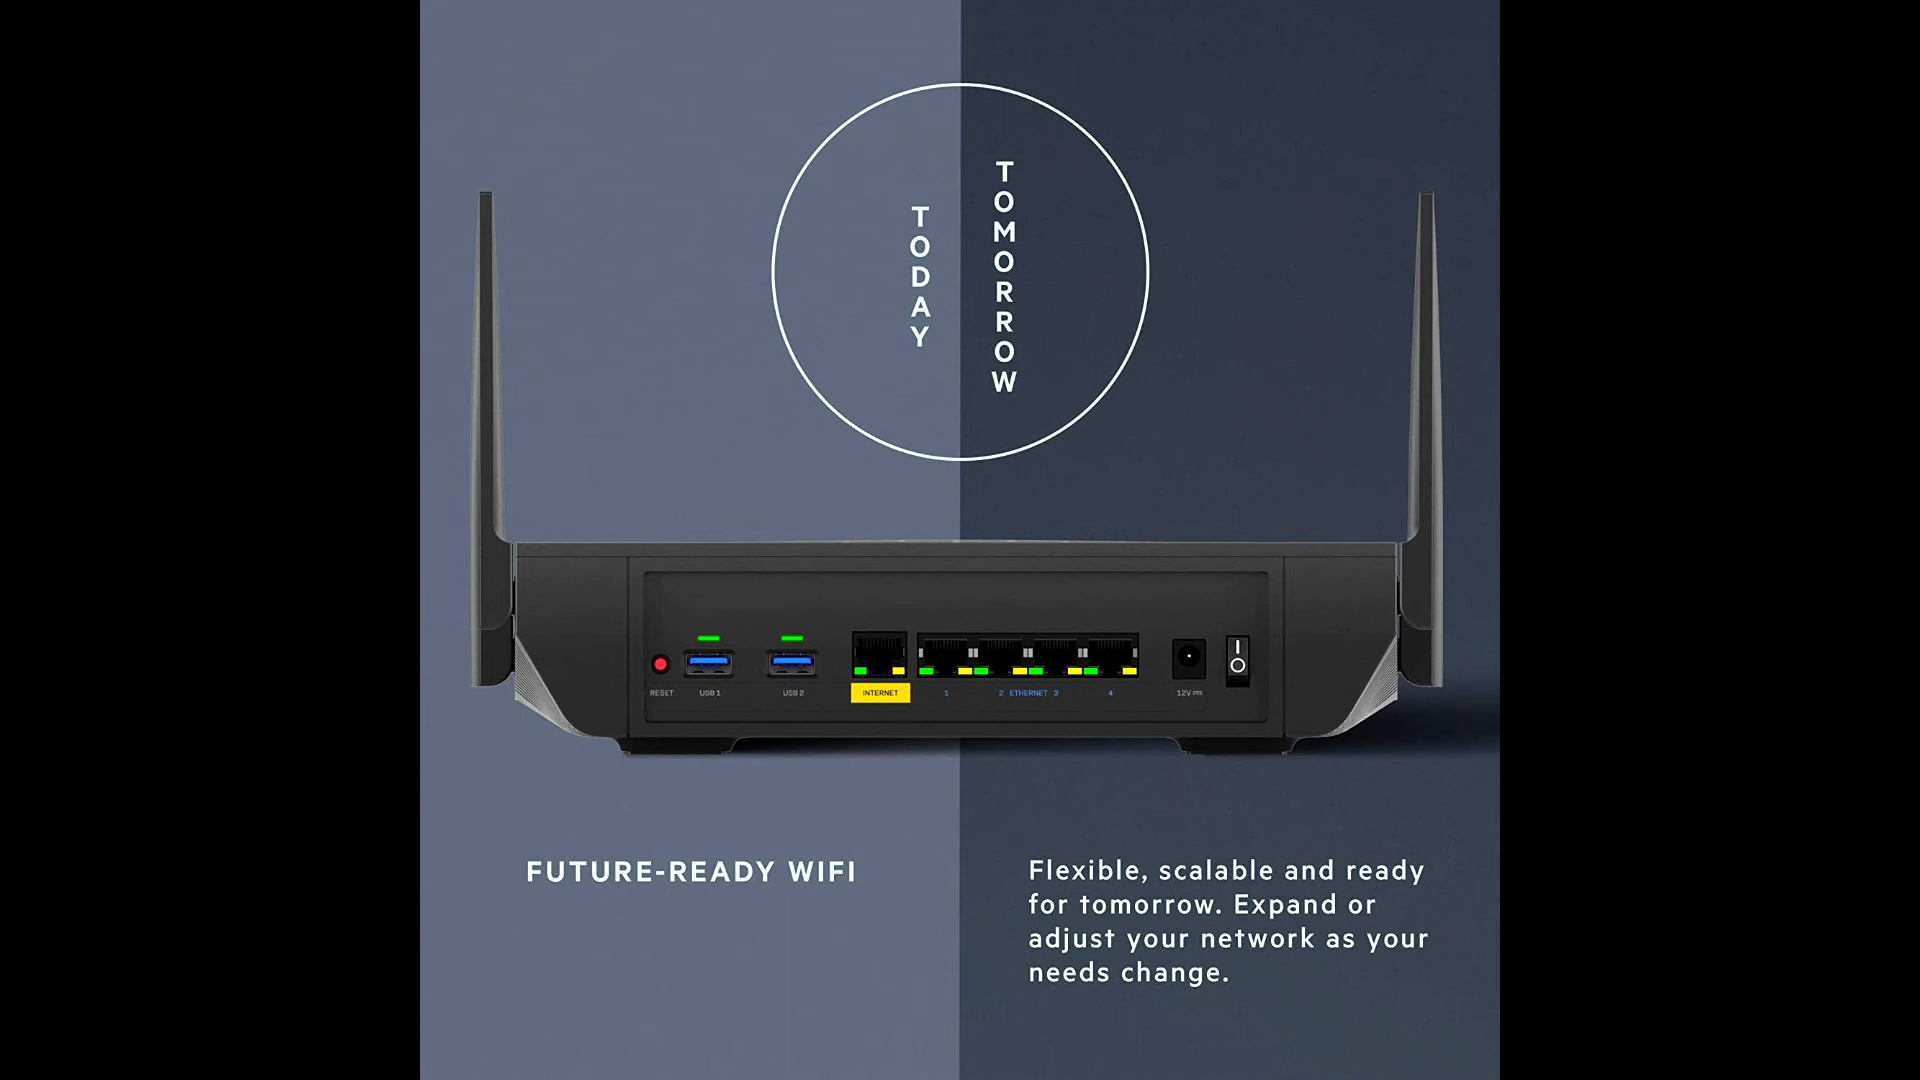 TODAY
TOMORROW
RESET
USB 1
USB 2
INTERNET
1
2 ETHERNET 3
4
12V
FUTURE-READY WIFI
Flexible, scalable and ready
for tomorrow. Expand or
adjust your network as your
needs change.